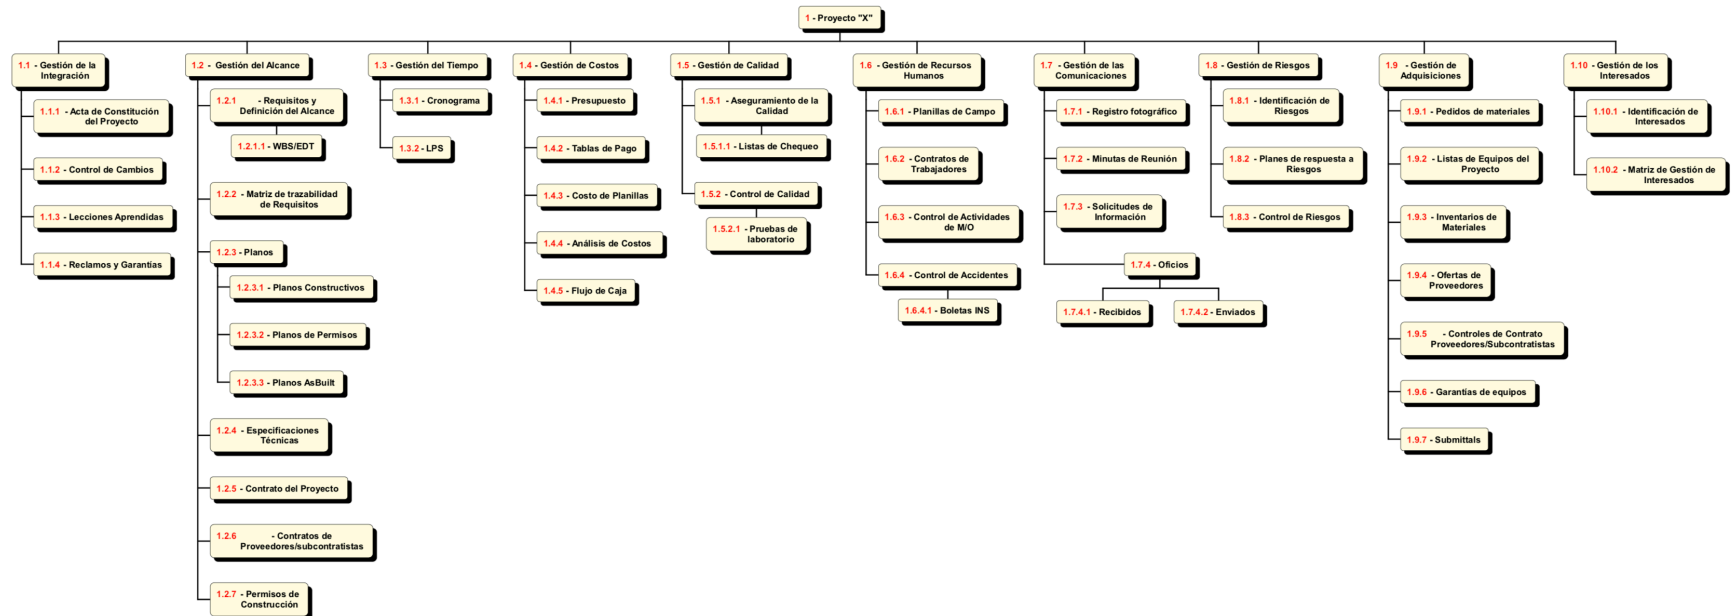 1 - Proyecto "X"
1.1 - Gestión de la
Integración
1.1.1 - Acta de Constitución
del Proyecto
1.1.2 - Control de Cambios
1.1.3 - Lecciones Aprendidas
1.1.4 - Reclamos y Garantías
1.2 - Gestión del Alcance
1.2.1 - Requisitos y
Definición del Alcance
1.2.1.1 - WBS/EDT
1.2.2 - Matriz de trazabilidad
de Requisitos
1.2.3 - Planos
1.2.3.1 - Planos Constructivos
1.2.3.2 - Planos de Permisos
1.2.3.3 - Planos AsBuilt
1.2.4 - Especificaciones
Técnicas
1.2.5 - Contrato del Proyecto
1.2.6 - Contratos de
Proveedores/subcontratistas
1.2.7 - Permisos de
Construcción
1.3 - Gestión del Tiempo
1.3.1 - Cronograma
1.3.2 - LPS
1.4 - Gestión de Costos
1.4.1 - Presupuesto
1.4.2 - Tablas de Pago
1.4.3 - Costo de Planillas
1.4.4 - Análisis de Costos
1.4.5 - Flujo de Caja
1.5 - Gestión de Calidad
1.5.1 - Aseguramiento de la
Calidad
1.5.1.1 - Listas de Chequeo
1.5.2 - Control de Calidad
1.5.2.1 - Pruebas de
laboratorio
1.6 - Gestión de Recursos
Humanos
1.6.1 - Planillas de Campo
1.6.2 - Contratos de
Trabajadores
1.6.3 - Control de Actividades
de M/O
1.6.4 - Control de Accidentes
1.6.4.1 - Boletas INS
1.7 - Gestión de las
Comunicaciones
1.7.1 - Registro fotográfico
1.7.2 - Minutas de Reunión
1.7.3 - Solicitudes de
Información
1.7.4 - Oficios
1.7.4.1 - Recibidos
1.7.4.2 - Enviados
1.8 - Gestión de Riesgos
1.8.1 - Identificación de
Riesgos
1.8.2 - Planes de respuesta a
Riesgos
1.8.3 - Control de Riesgos
1.9 - Gestión de
Adquisiciones
1.9.1 - Pedidos de materiales
1.9.2 - Listas de Equipos del
Proyecto
1.9.3 - Inventarios de
Materiales
1.9.4 - Ofertas de
Proveedores
1.9.5 - Controles de Contrato
Proveedores/Subcontratistas
1.9.6 - Garantías de equipos
1.9.7 - Submittals
1.10 - Gestión de los
Interesados
1.10.1 - Identificación de
Interesados
1.10.2 - Matriz de Gestión de
Interesados